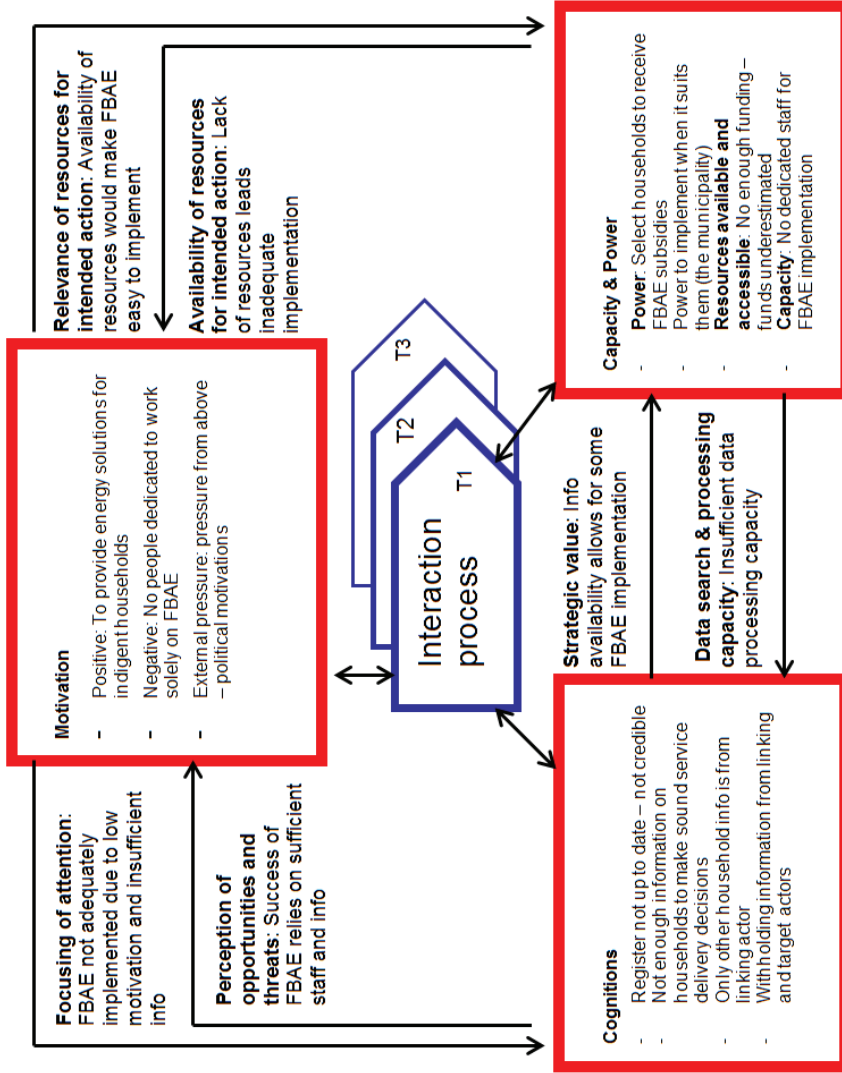 Focusing of attention:
FBAE not adequately
implemented due to low
motivation and insufficient
info
Perception of
opportunities and
threats: Success of
FBAE relies on sufficient
staff and info
Motivation
- Positive: To provide energy solutions for
indigent households
- Negative: No people dedicated to work
solely on FBAE
- External pressure: pressure from above
– political motivations
Relevance of resources for
intended action: Availability of
resources would make FBAE
easy to implement
Availability of resources
for intended action: Lack
of resources leads
inadequate
implementation
Interaction
process
T1
T2
T3
Cognitions
- Register not up to date – not credible
- Not enough information on
households to make sound service
delivery decisions
- Only other household info is from
linking actor
- Withholding information from linking
and target actors
Strategic value: Info
availability allows for some
FBAE implementation
Data search & processing
capacity: Insufficient data
processing capacity
Capacity & Power
- Power: Select households to receive
FBAE subsidies
- Power to implement when it suits
them (the municipality)
- Resources available and
accessible: No enough funding –
funds underestimated
- Capacity: No dedicated staff for
FBAE implementation